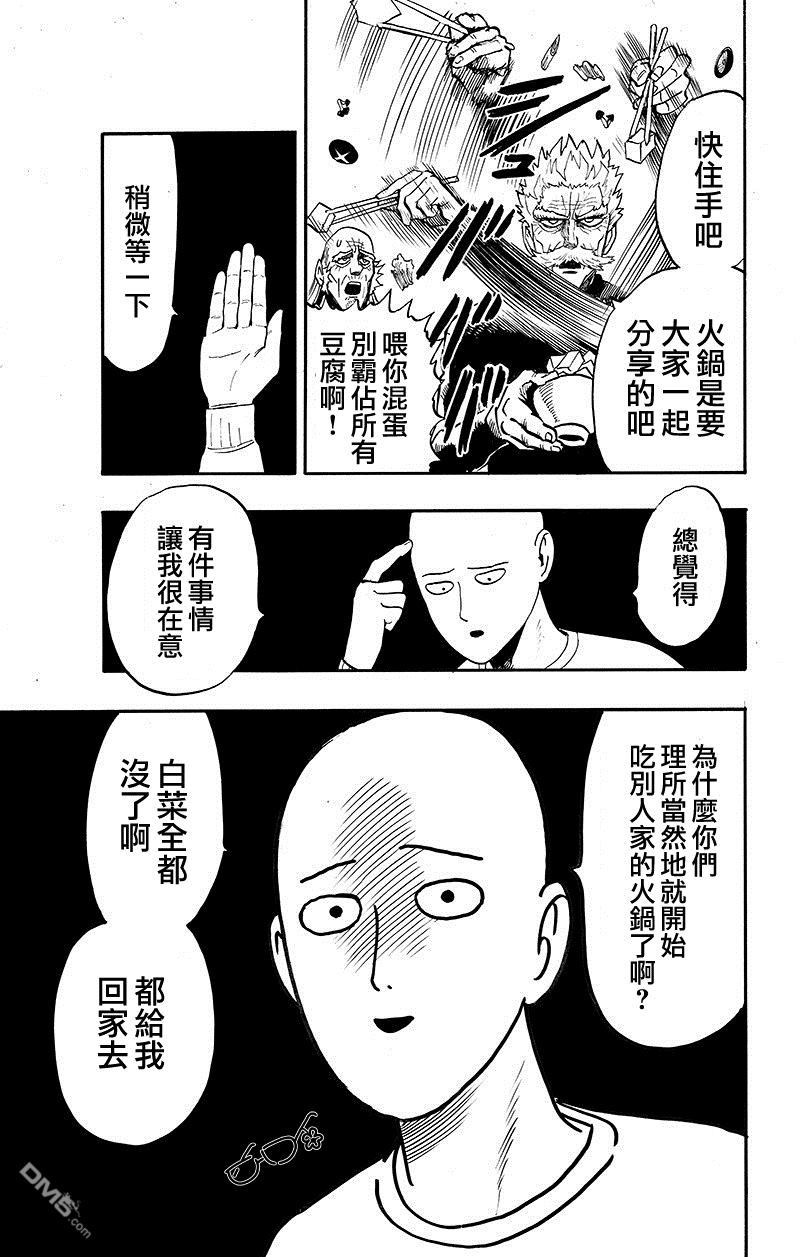 快住手吧
火鍋是要
大家一起
分享的吧
喂你混蛋
別霸佔所有
豆腐啊！
稍微等一下
總覺得
有件事情
讓我很在意
為什麼你們
理所當然地就開始
吃別人家的火鍋了啊？
白菜全都
沒了啊
都給我
回家去
DM5
.com